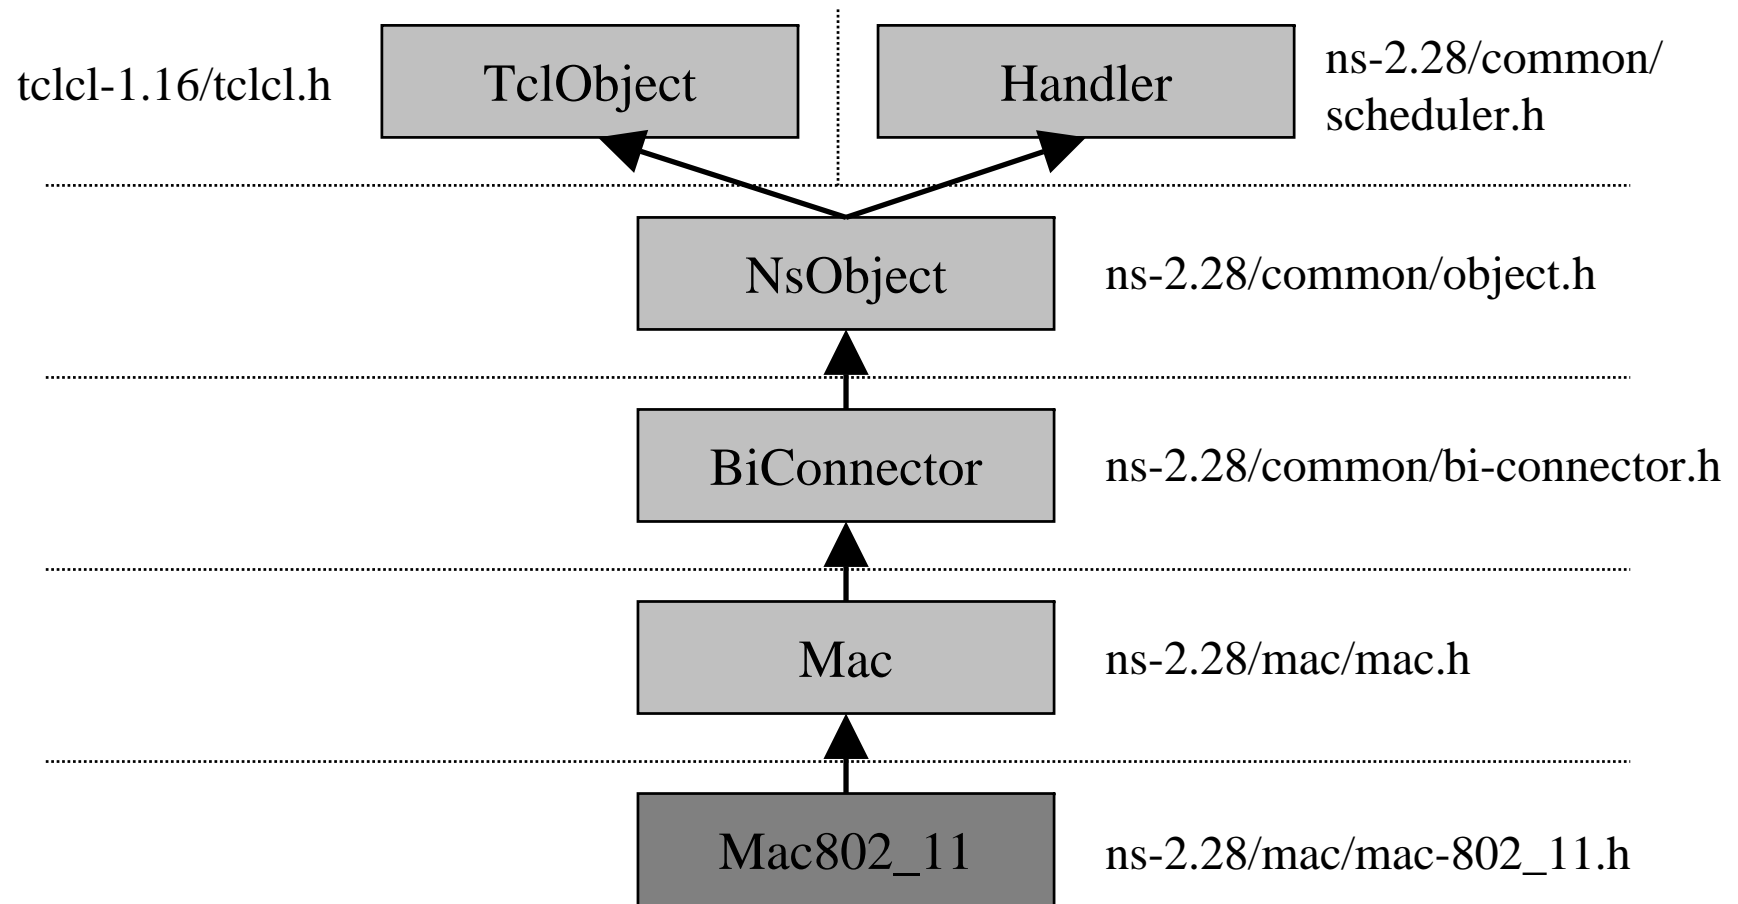 tclcl-1.16/tclcl.h
TclObject
Handler
ns-2.28/common/
scheduler.h
NsObject
ns-2.28/common/object.h
BiConnector
ns-2.28/common/bi-connector.h
Mac
ns-2.28/mac/mac.h
Mac802_11
ns-2.28/mac/mac-802_11.h